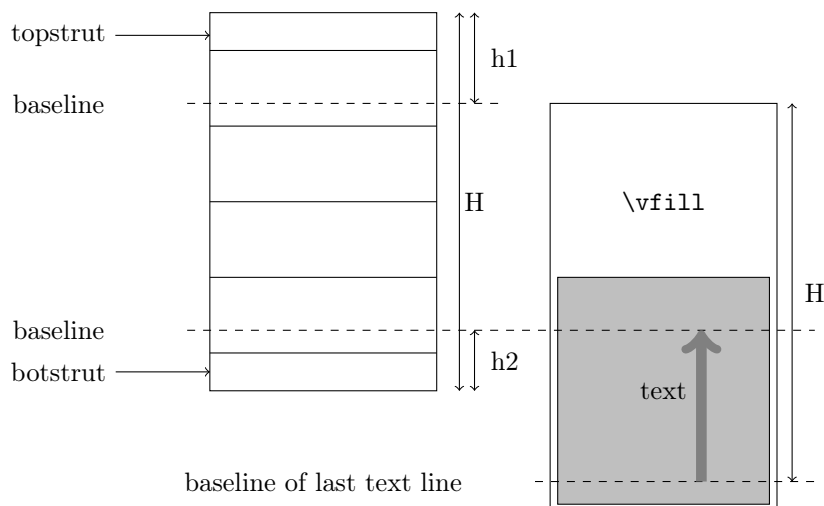 topstrut
h1
baseline
H
\vfill
H
baseline
h2
botstrut
text
baseline of last text line